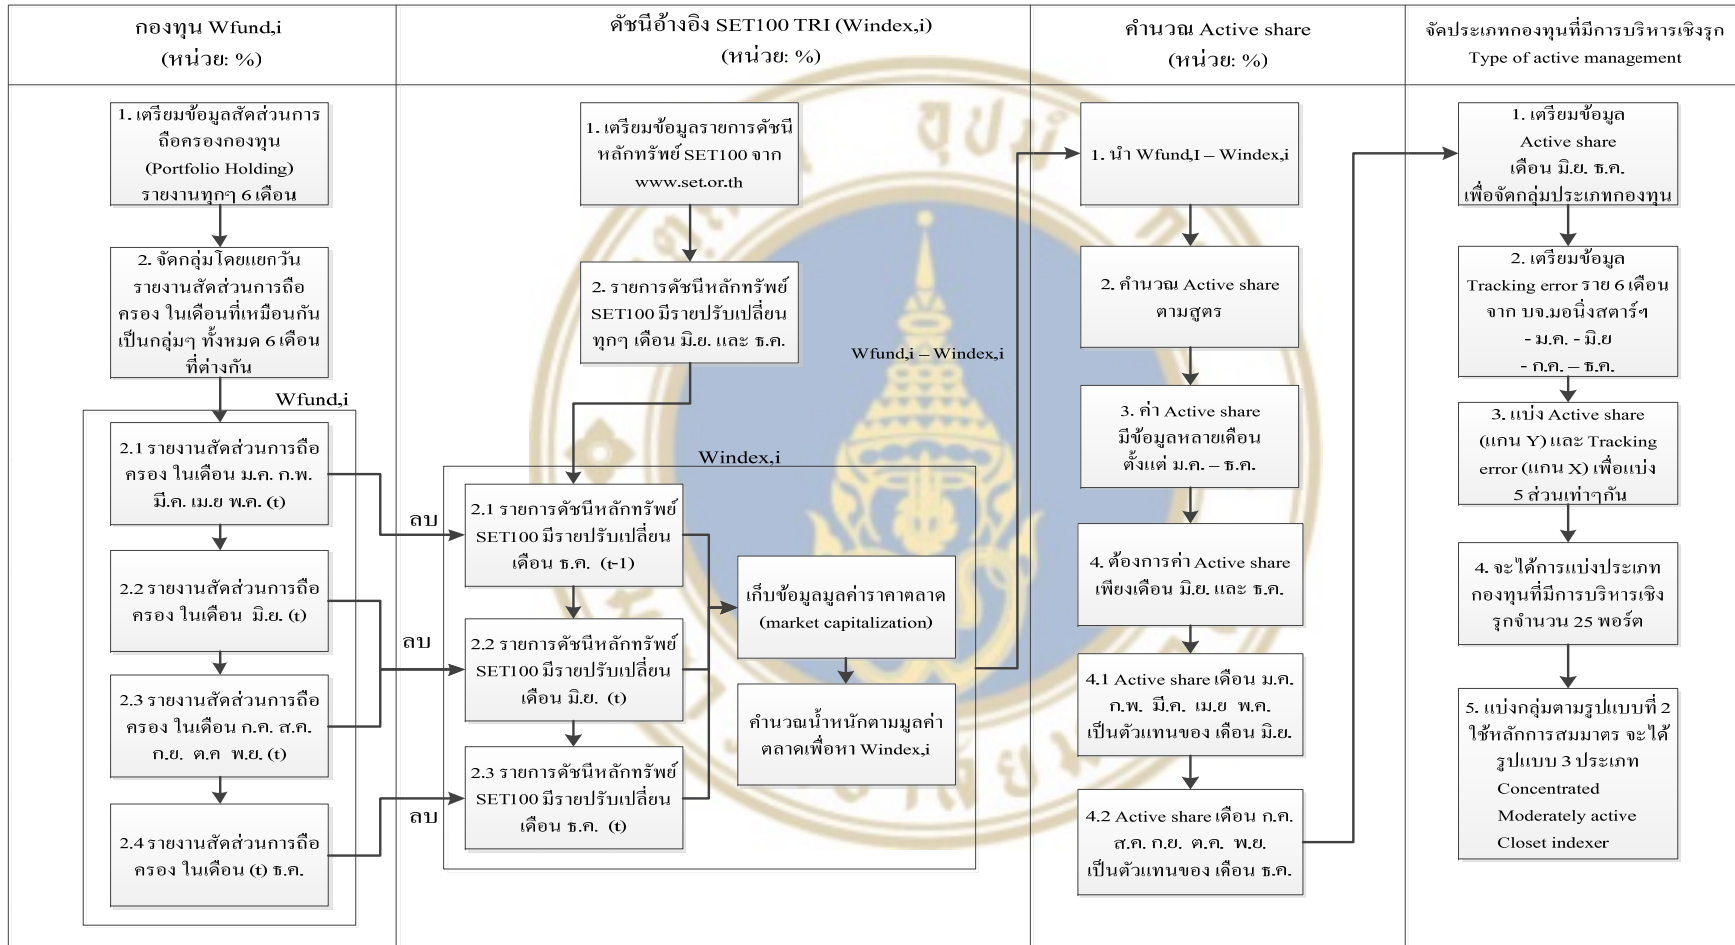 กองทุน Wfund,i
(หน่วย: %)
1. เตรียมข้อมูลสัดส่วนการ
ถือครองกองทุน
(Portfolio Holding)
รายงานทุกๆ 6 เดือน
2. จัดกลุ่มโดยแยกวัน
รายงานสัดส่วนการถือ
ครอง ในเดือนที่เหมือนกัน
เป็นกลุ่มๆ ทั้งหมด 6 เดือน
ที่ต่างกัน
Wfund,i
2.1 รายงานสัดส่วนการถือ
ครอง ในเดือน ม.ค. ก.พ.
มี.ค. เม.ย พ.ค. (t)
2.2 รายงานสัดส่วนการถือ
ครอง ในเดือน มิ.ย. (t)
2.3 รายงานสัดส่วนการถือ
ครอง ในเดือน ก.ค. ส.ค.
ก.ย. ต.ค พ.ย. (t)
2.4 รายงานสัดส่วนการถือ
ครอง ในเดือน (t) ธ.ค.
ลบ
ลบ
ลบ
ดัชนีอ้างอิง SET100 TRI (Windex,i)
(หน่วย: %)
1. เตรียมข้อมูลรายการดัชนี
หลักทรัพย์ SET100 จาก
www.set.or.th
2. รายการดัชนีหลักทรัพย์
SET100 มีรายปรับเปลี่ยน
ทุกๆ เดือน มิ.ย. และ ธ.ค.
Windex,i
2.1 รายการดัชนีหลักทรัพย์
SET100 มีรายปรับเปลี่ยน
เดือน ธ.ค. (t-1)
2.2 รายการดัชนีหลักทรัพย์
SET100 มีรายปรับเปลี่ยน
เดือน มิ.ย. (t)
2.3 รายการดัชนีหลักทรัพย์
SET100 มีรายปรับเปลี่ยน
เดือน ธ.ค. (t)
เก็บข้อมูลมูลค่าราคาตลาด
(market capitalization)
คำนวณน้ำหนักตามมูลค่า
ตลาดเพื่อหา Windex,i
Wfund,i – Windex,i
คำนวณ Active share
(หน่วย: %)
1. นำ Wfund,I – Windex,i
2. คำนวณ Active share
ตามสูตร
3. ค่า Active share
มีข้อมูลหลายเดือน
ตั้งแต่ ม.ค. – ธ.ค.
4. ต้องการค่า Active share
เพียงเดือน มิ.ย. และ ธ.ค.
4.1 Active share เดือน ม.ค.
ก.พ. มี.ค. เม.ย พ.ค.
เป็นตัวแทนของ เดือน มิ.ย.
4.2 Active share เดือน ก.ค.
ส.ค. ก.ย. ต.ค. พ.ย.
เป็นตัวแทนของ เดือน ธ.ค.
จัดประเภทกองทุนที่มีการบริหารเชิงรุก
Type of active management
1. เตรียมข้อมูล
Active share
เดือน มิ.ย. ธ.ค.
เพื่อจัดกลุ่มประเภทกองทุน
2. เตรียมข้อมูล
Tracking error ราย 6 เดือน
จาก บจ.มอนิ่งสตาร์ฯ
- ม.ค. - มิ.ย
- ก.ค. – ธ.ค.
3. แบ่ง Active share
(แกน Y) และ Tracking
error (แกน X) เพื่อแบ่ง
5 ส่วนเท่าๆกัน
4. จะได้การแบ่งประเภท
กองทุนที่มีการบริหารเชิง
รุกจำนวน 25 พอร์ต
5. แบ่งกลุ่มตามรูปแบบที่ 2
ใช้หลักการสมมาตร จะได้
รูปแบบ 3 ประเภท
Concentrated
Moderately active
Closet indexer